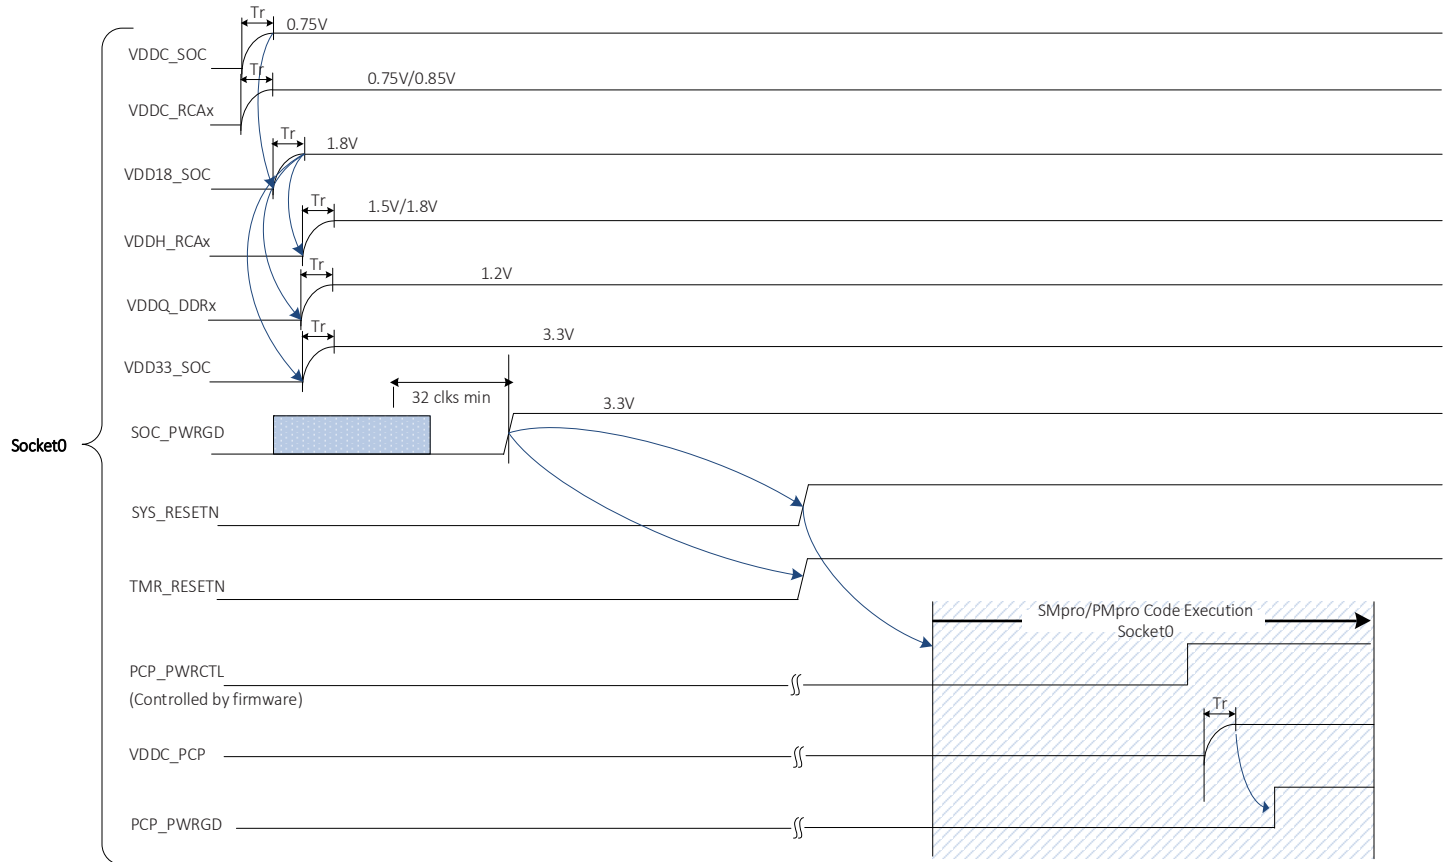 Tr
0.75V
VDDC_SOC
Tr
0.75V/0.85V
VDDC_RCAx
Tr
1.8V
VDD18_SOC
Tr
1.5V/1.8V
VDDH_RCAx
Tr
1.2V
VDDQ_DDRx
Tr
3.3V
VDD33_SOC
32 clks min
3.3V
SOC_PWRGD
Socket0
SYS_RESETN
TMR_RESETN
SMpro/PMpro Code Execution
Socket0
PCP_PWRCTL
(Controlled by firmware)
Tr
VDDC_PCP
PCP_PWRGD